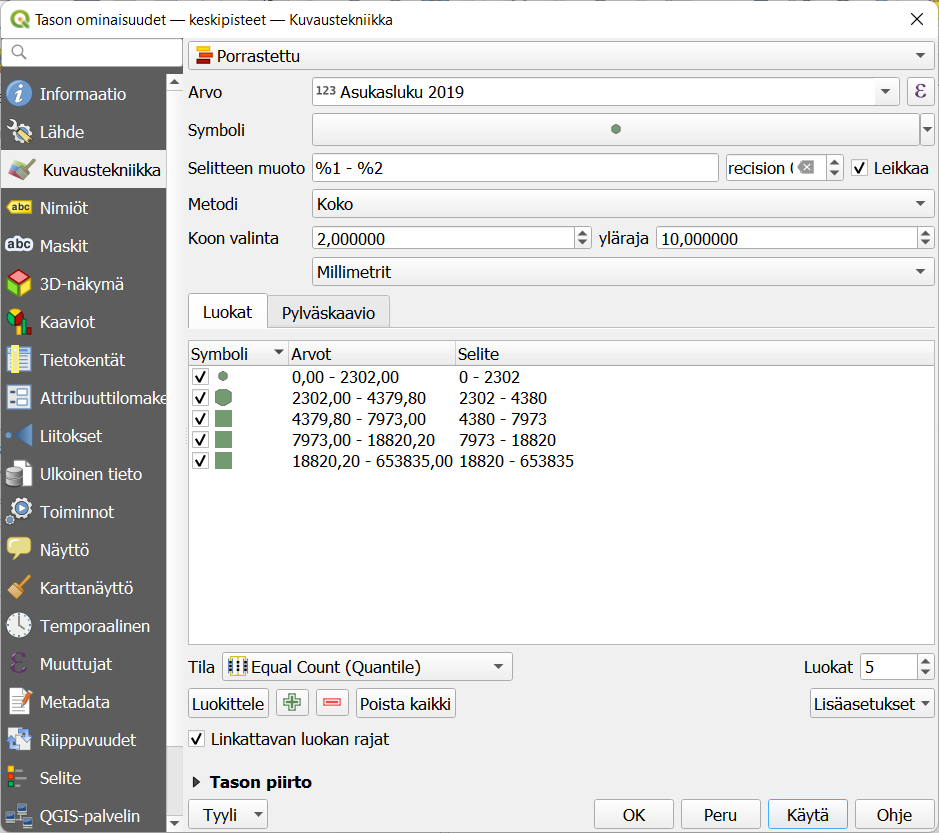 Tason ominaisuudet — keskipisteet — Kuvaustekniikka
Informaatio
Lähde
Kuvaustekniikka
abc Nimiöt
abc Maskit
3D-näkymä
Kaaviot
Tietokentät
Attribuuttilomake
Liitokset
Ulkoinen tieto
Toiminnot
Näyttö
Karttanäyttö
Temporaalinen
ε Muuttujat
Metadata
Riippuvuudet
Selite
QGIS-palvelin
Porrastettu
Arvo 123 Asukasluku 2019 ε
Symboli
Selitteen muoto %1 - %2 recision ( Leikkaa
Metodi Koko
Koon valinta 2,000000 yläraja 10,000000
Millimetrit
Luokat Pylväskaavio
Symboli Arvot Selite
0,00 - 2302,00 0 - 2302
2302,00 - 4379,80 2302 - 4380
4379,80 - 7973,00 4380 - 7973
7973,00 - 18820,20 7973 - 18820
18820,20 - 653835,00 18820 - 653835
Tila Equal Count (Quantile) Luokat 5
Luokittele Poista kaikki Lisäasetukset
Linkattavan luokan rajat
Tason piirto
Tyyli OK Peru Käytä Ohje